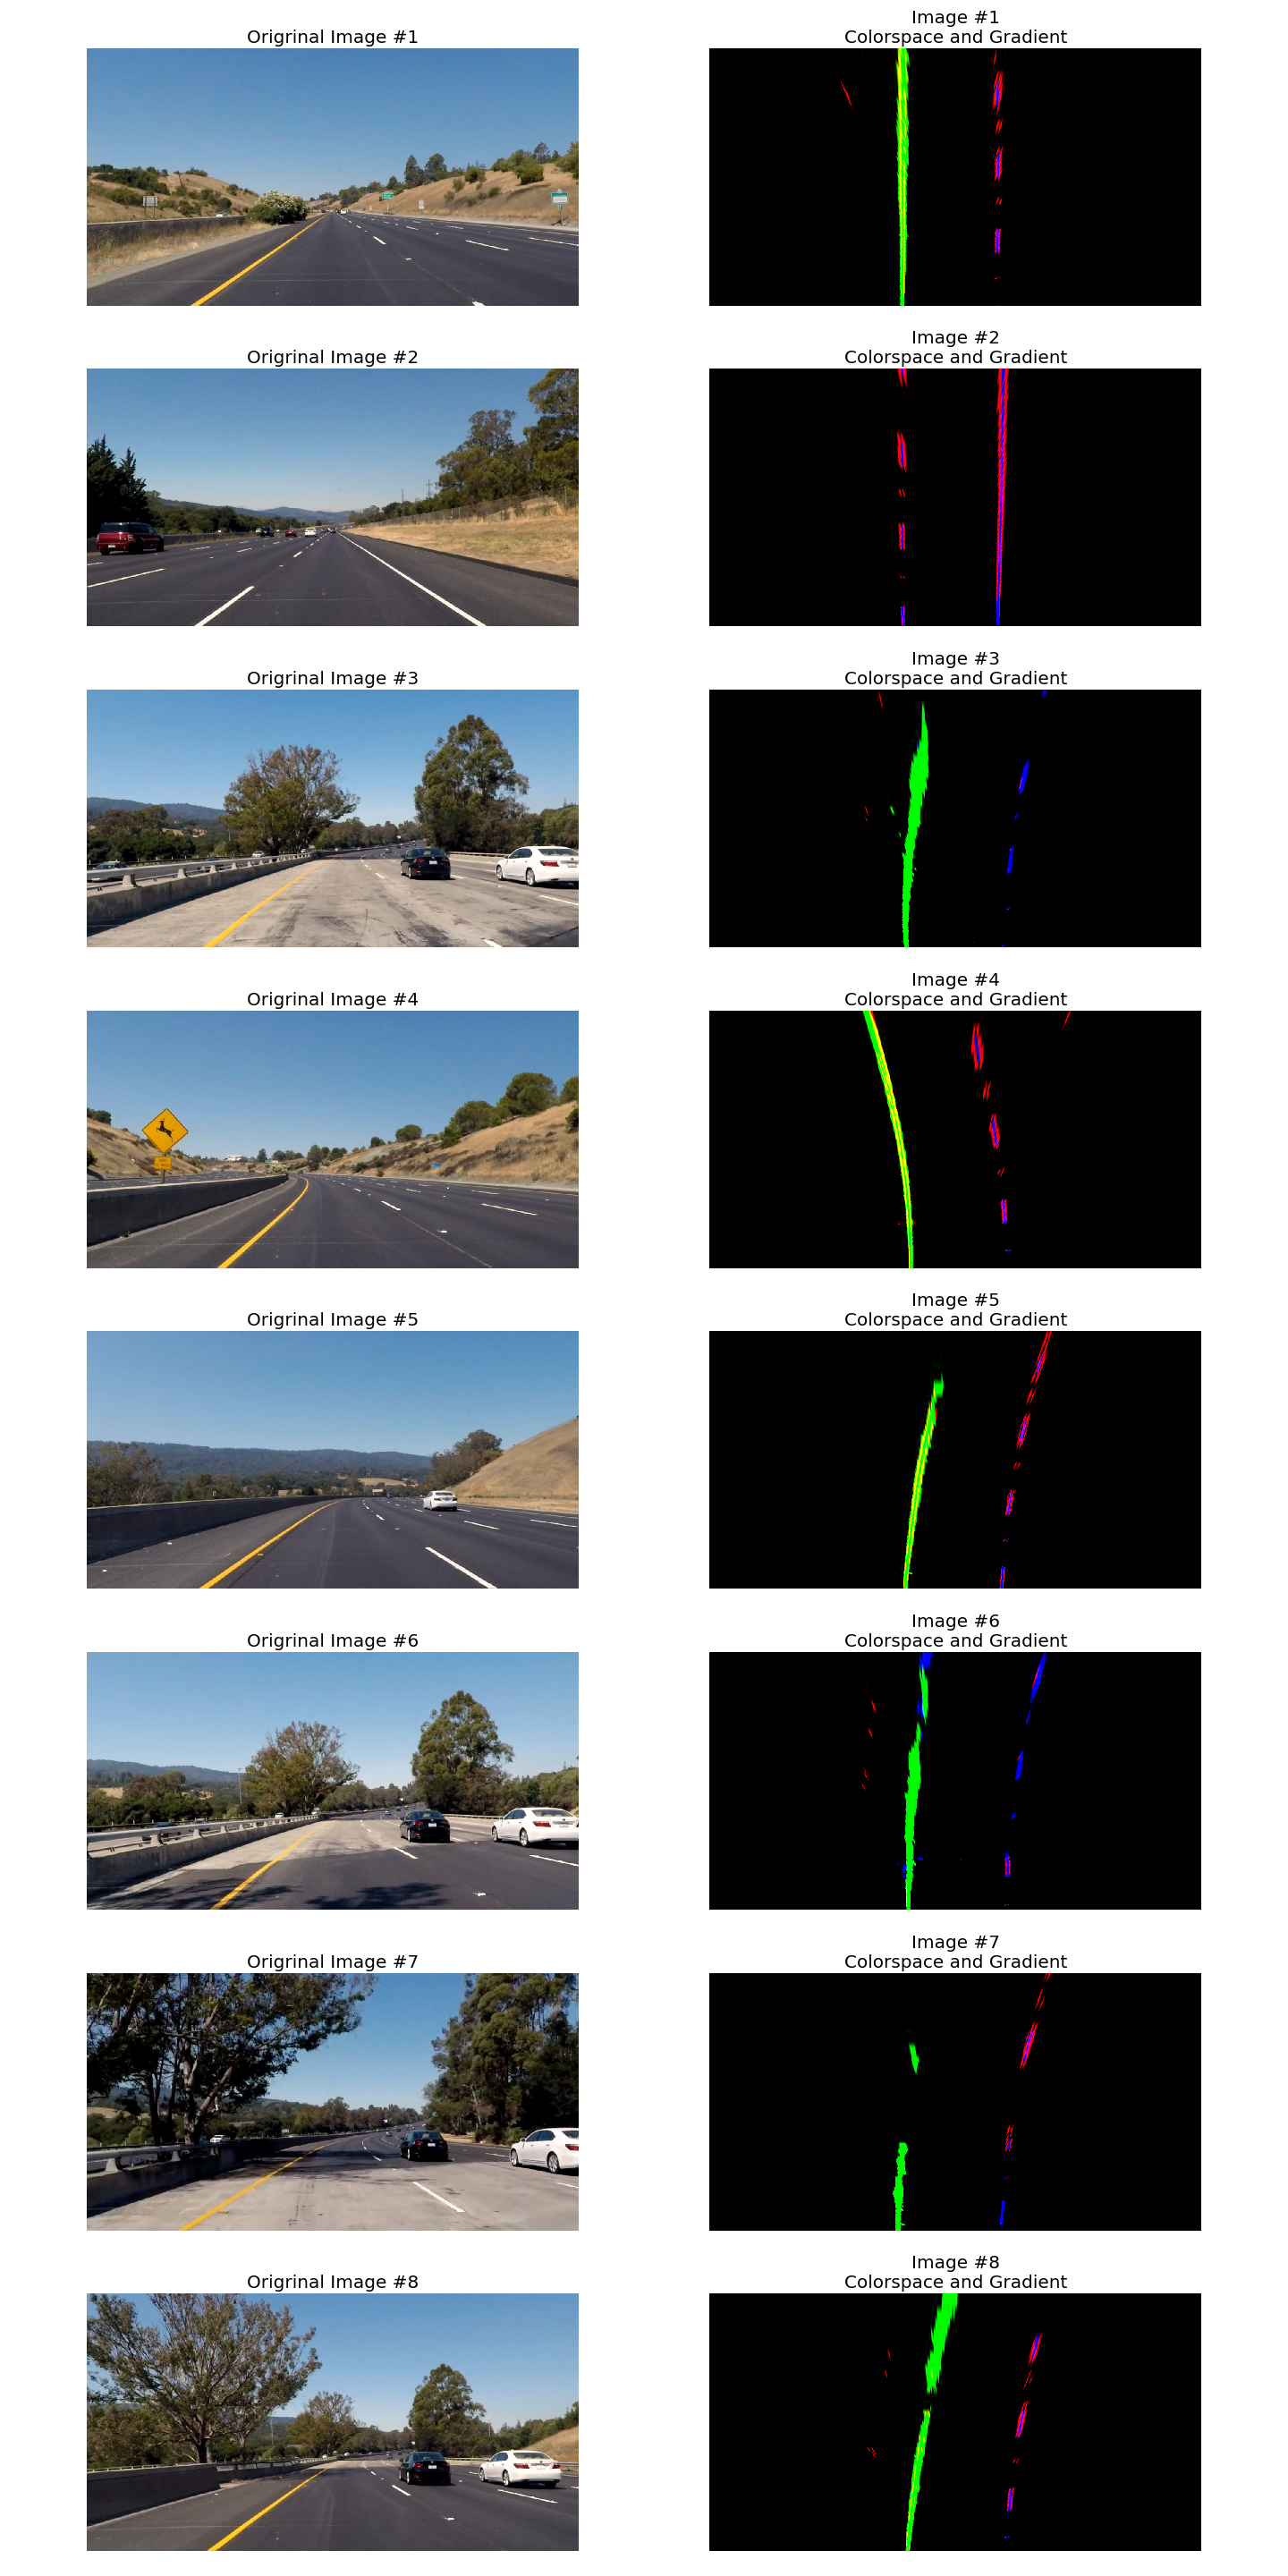 Origrinal Image #1
Image #1
Colorspace and Gradient
Origrinal Image #2
Image #2
Colorspace and Gradient
Origrinal Image #3
Image #3
Colorspace and Gradient
Origrinal Image #4
Image #4
Colorspace and Gradient
Origrinal Image #5
Image #5
Colorspace and Gradient
Origrinal Image #6
Image #6
Colorspace and Gradient
Origrinal Image #7
Image #7
Colorspace and Gradient
Origrinal Image #8
Image #8
Colorspace and Gradient